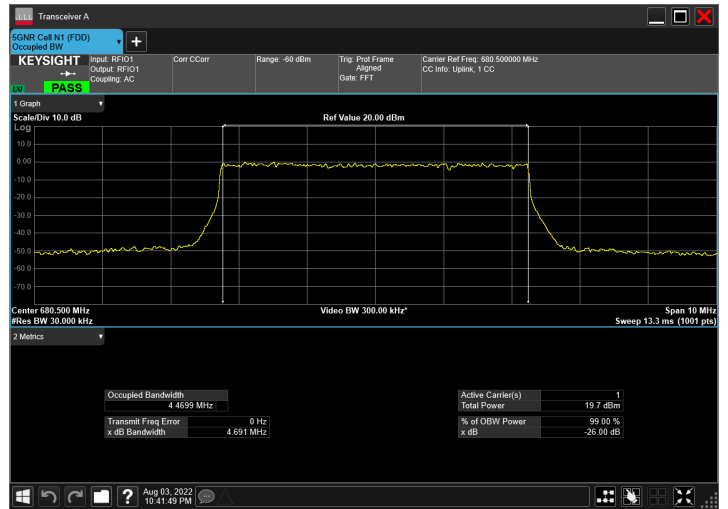 Transceiver A
5GNR Cell N1 (FDD)
Occupied BW
KEYSIGHT
LXI
PASS
Input: RFIO1
Output: RFIO1
Coupling: AC
Corr CCorr
Range: -60 dBm
Trig: Prot Frame
Aligned
Gate: FFT
Carrier Ref Freq: 680.500000 MHz
CC Info: Uplink, 1 CC
1 Graph
Scale/Div 10.0 dB
Ref Value 20.00 dBm
Log
10.0
0.00
-10.0
-20.0
-30.0
-40.0
-50.0
-60.0
-70.0
Center 680.500 MHz
Video BW 300.00 kHz*
Span 10 MHz
#Res BW 30.000 kHz
Sweep 13.3 ms (1001 pts)
2 Metrics
Occupied Bandwidth
4.4699 MHz
Transmit Freq Error 0 Hz
x dB Bandwidth 4.691 MHz
Active Carrier(s) 1
Total Power 19.7 dBm
% of OBW Power 99.00 %
x dB -26.00 dB
?
Aug 03, 2022
10:41:49 PM